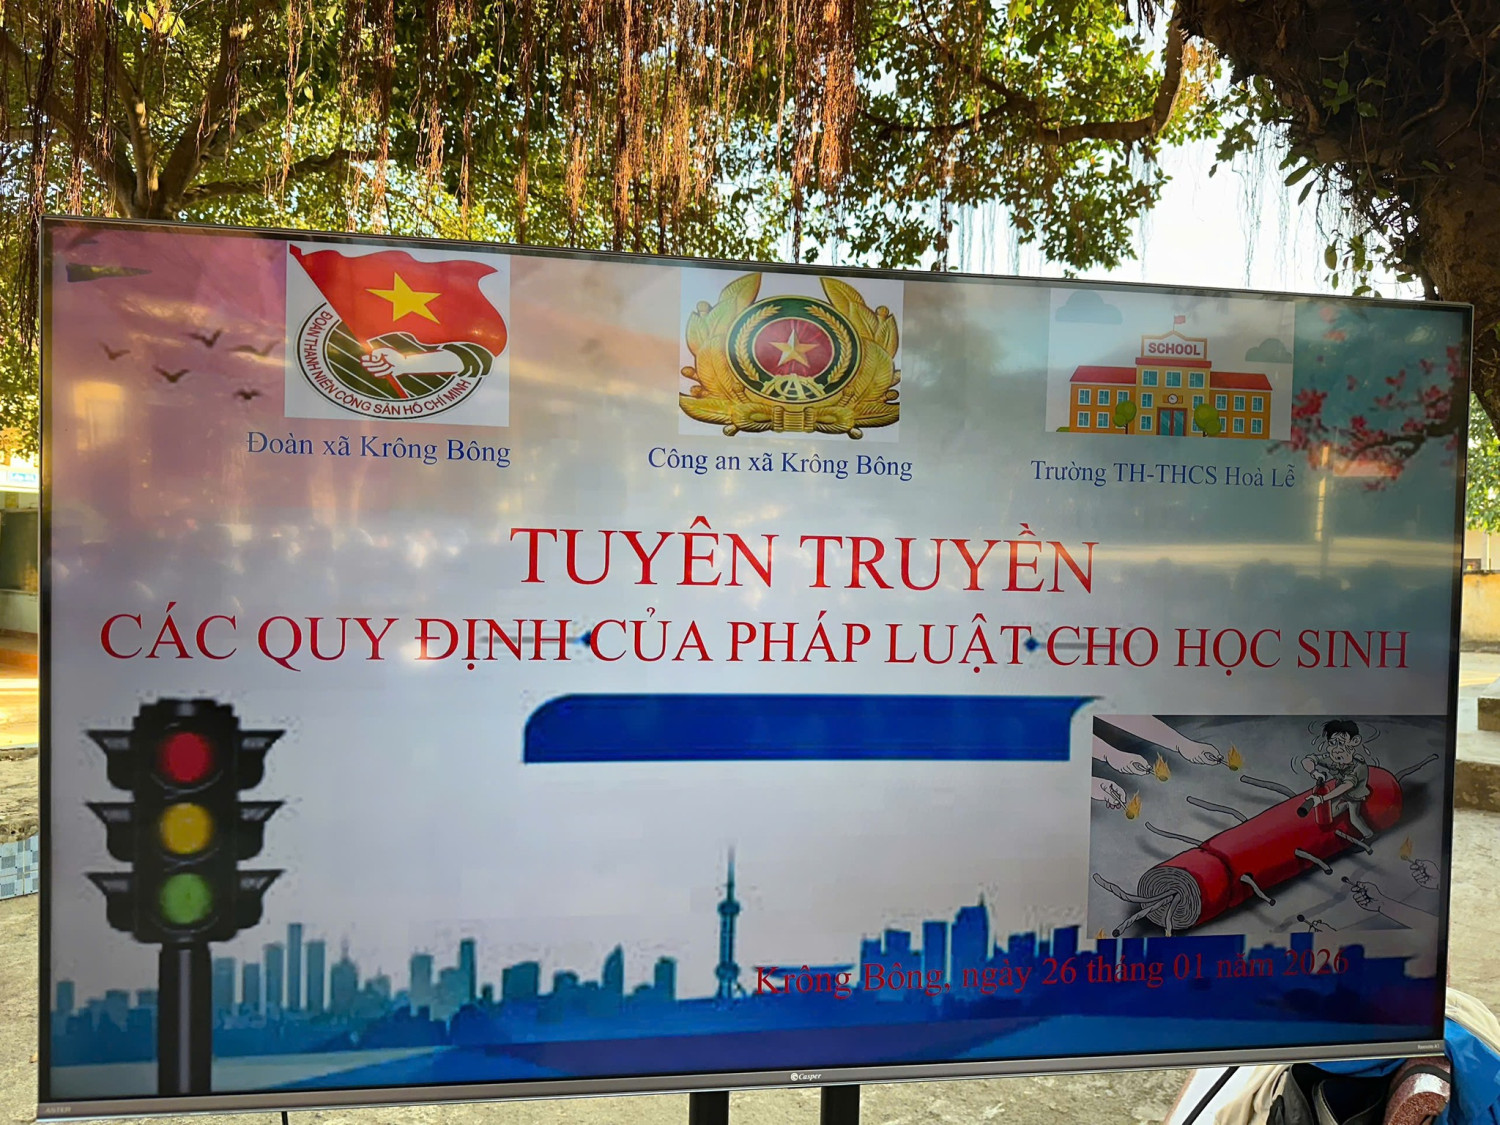 ĐOÀN THANH NIÊN CỘNG SẢN HỒ CHÍ MINH
CAND
SCHOOL
Đoàn xã Krông Bông
Công an xã Krông Bông
Trường TH-THCS Hoà Lễ
TUYÊN TRUYỀN
CÁC QUY ĐỊNH CỦA PHÁP LUẬT CHO HỌC SINH
Krông Bông, ngày 26 tháng 01 năm 2026
Casper